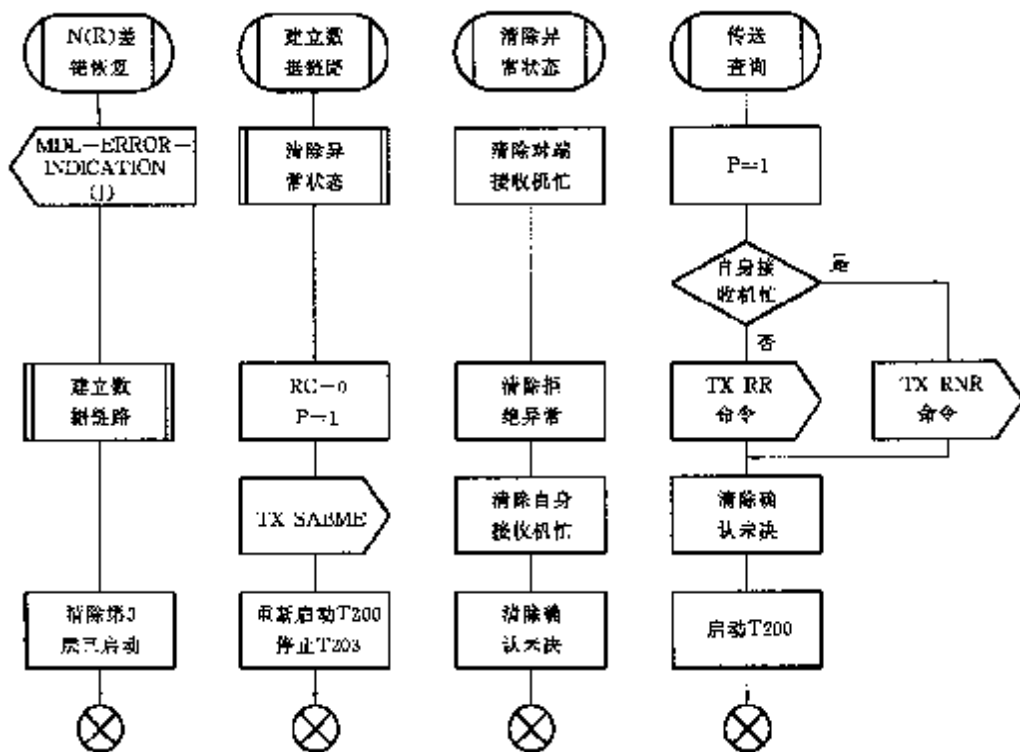 N(R)差
错恢复
MDL-ERROR-
INDICATION
(J)
建立数
据链路
清除第3
层已启动
建立数
据链路
清除异
常状态
RC=0
P=1
TX SABME
重新启动T200
停止T203
清除异
常状态
清除对端
接收机忙
清除拒
绝异常
清除自身
接收机忙
清除确
认未决
传送
查询
P=1
自身接
收机忙
是
否
TX RR
命令
TX RNR
命令
清除确
认未决
启动T200